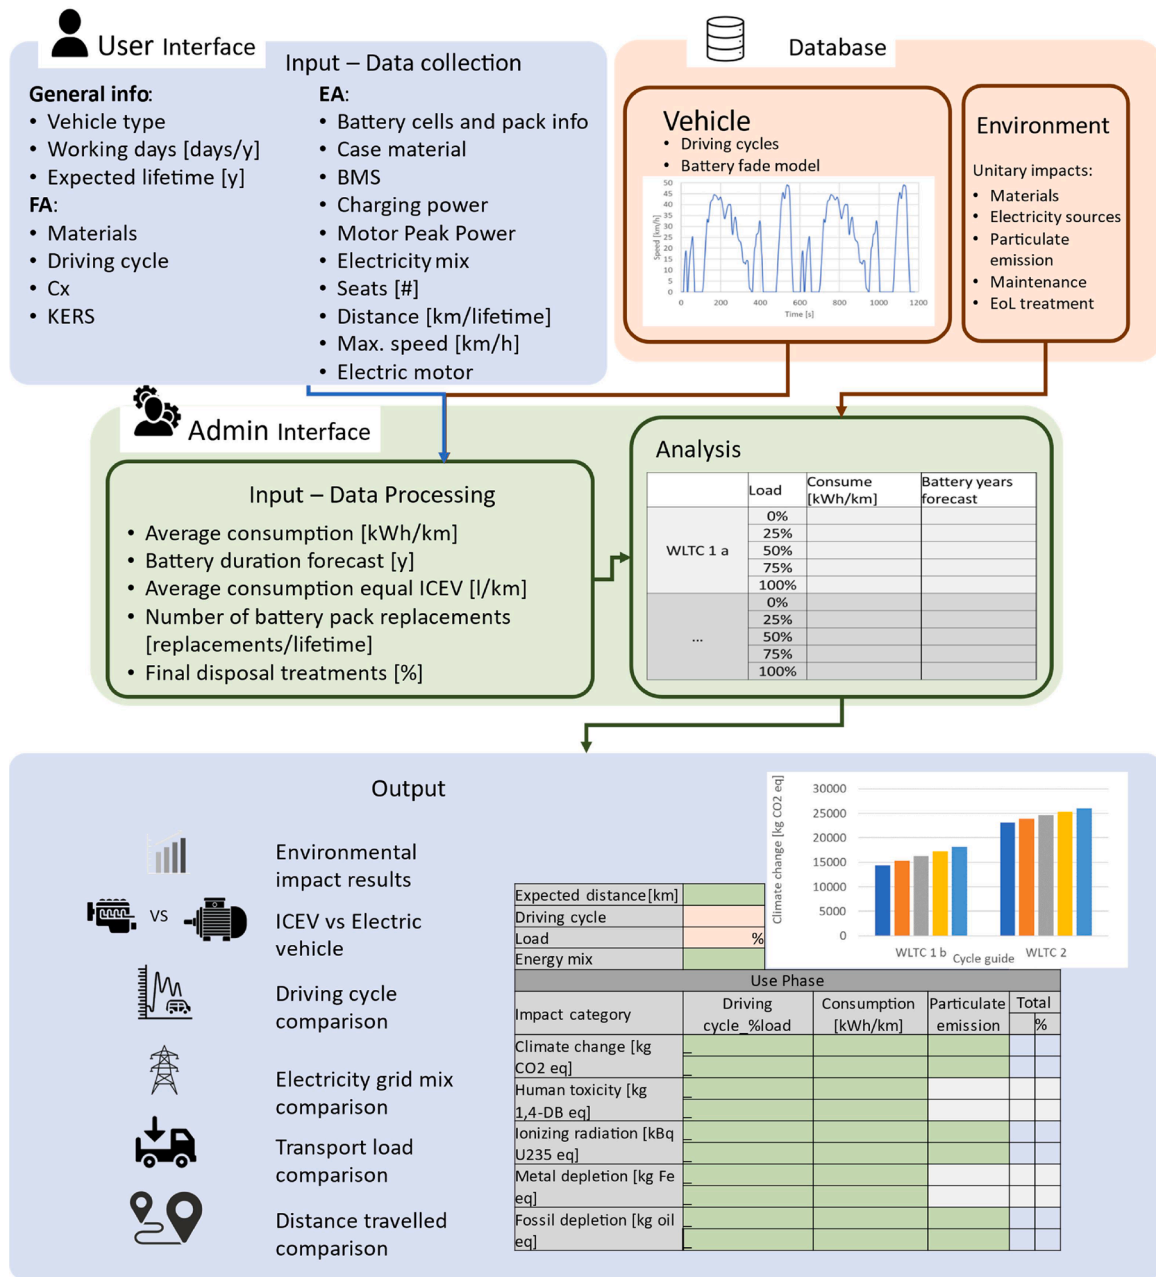 User Interface
Input – Data collection
General info:
• Vehicle type
• Working days [days/y]
• Expected lifetime [y]
FA:
• Materials
• Driving cycle
• Cx
• KERS
EA:
• Battery cells and pack info
• Case material
• BMS
• Charging power
• Motor Peak Power
• Electricity mix
• Seats [#]
• Distance [km/lifetime]
• Max. speed [km/h]
• Electric motor
Database
Vehicle
• Driving cycles
• Battery fade model
Speed [km/h]
50
45
40
35
30
25
20
15
10
5
0
0 200 400 600 800 1000 1200
Time [s]
Environment
Unitary impacts:
• Materials
• Electricity sources
• Particulate
emission
• Maintenance
• EoL treatment
Admin Interface
Input – Data Processing
• Average consumption [kWh/km]
• Battery duration forecast [y]
• Average consumption equal ICEV [l/km]
• Number of battery pack replacements
[replacements/lifetime]
• Final disposal treatments [%]
Analysis
Load Consume [kWh/km] Battery years forecast
WLTC 1 a
0%
25%
50%
75%
100%
...
0%
25%
50%
75%
100%
Output
Environmental
impact results
VS
ICEV vs Electric
vehicle
Driving cycle
comparison
Electricity grid mix
comparison
Transport load
comparison
Distance travelled
comparison
Climate change [kg CO2 eq]
30000
25000
20000
15000
10000
5000
0
WLTC 1 b Cycle guide WLTC 2
Expected distance[km]
Driving cycle
Load %
Energy mix
Use Phase
Impact category Driving cycle_%load Consumption [kWh/km] Particulate emission Total %
Climate change [kg
CO2 eq]
_
_
Human toxicity [kg
1,4-DB eq]
_
_
Ionizing radiation [kBq
U235 eq]
_
_
Metal depletion [kg Fe
eq]
_
_
Fossil depletion [kg oil
eq]
_
_